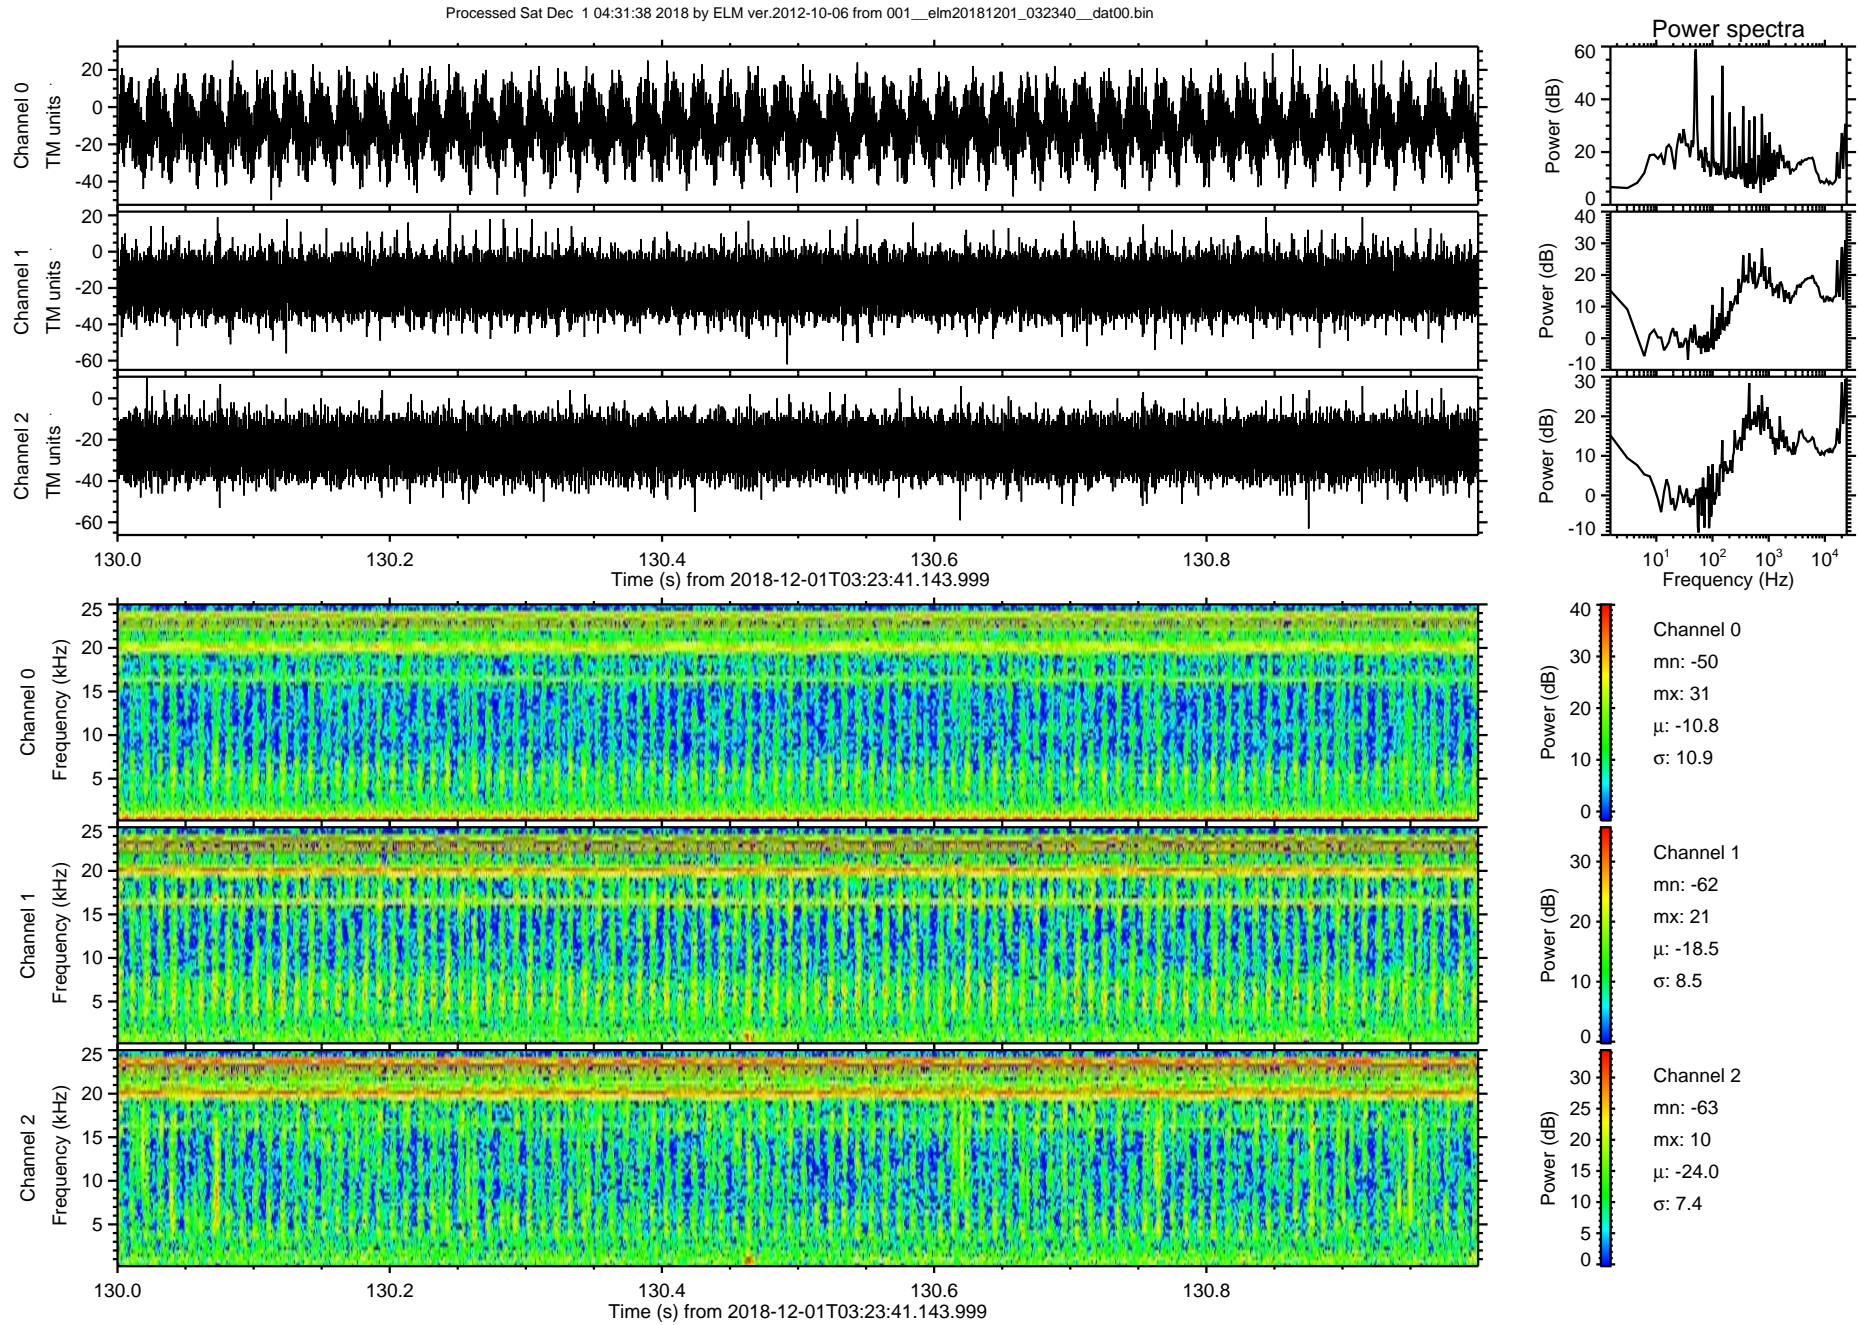 Processed Sat Dec  1 04:31:38 2018 by ELM ver.2012-10-06 from 001__elm20181201_032340__dat00.bin
Power spectra
Channel 0
TM units
20
0
-20
-40
Power (dB)
60
40
20
0
Channel 1
TM units
20
0
-20
-40
-60
Power (dB)
40
30
20
10
0
-10
Channel 2
TM units
0
-20
-40
-60
Power (dB)
30
20
10
0
-10
130.0 130.2 130.4 130.6 130.8
Time (s) from 2018-12-01T03:23:41.143.999
10^1 10^2 10^3 10^4
Frequency (Hz)
Channel 0
Frequency (kHz)
25
20
15
10
5
Power (dB)
40
30
20
10
0
Channel 0
mn: -50
mx: 31
μ: -10.8
σ: 10.9
Channel 1
Frequency (kHz)
25
20
15
10
5
Power (dB)
30
20
10
0
Channel 1
mn: -62
mx: 21
μ: -18.5
σ: 8.5
Channel 2
Frequency (kHz)
25
20
15
10
5
Power (dB)
30
25
20
15
10
5
0
Channel 2
mn: -63
mx: 10
μ: -24.0
σ: 7.4
130.0 130.2 130.4 130.6 130.8
Time (s) from 2018-12-01T03:23:41.143.999